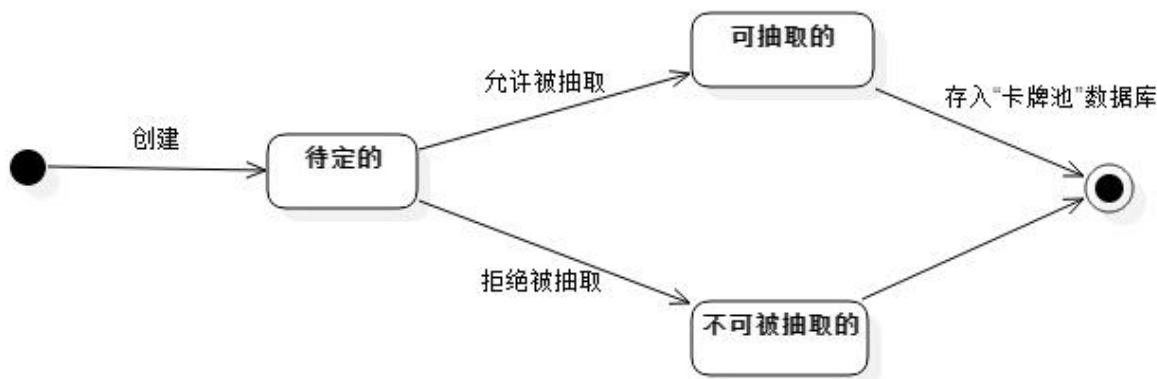 可抽取的
允许被抽取
存入“卡牌池”数据库
创建
待定的
拒绝被抽取
不可被抽取的